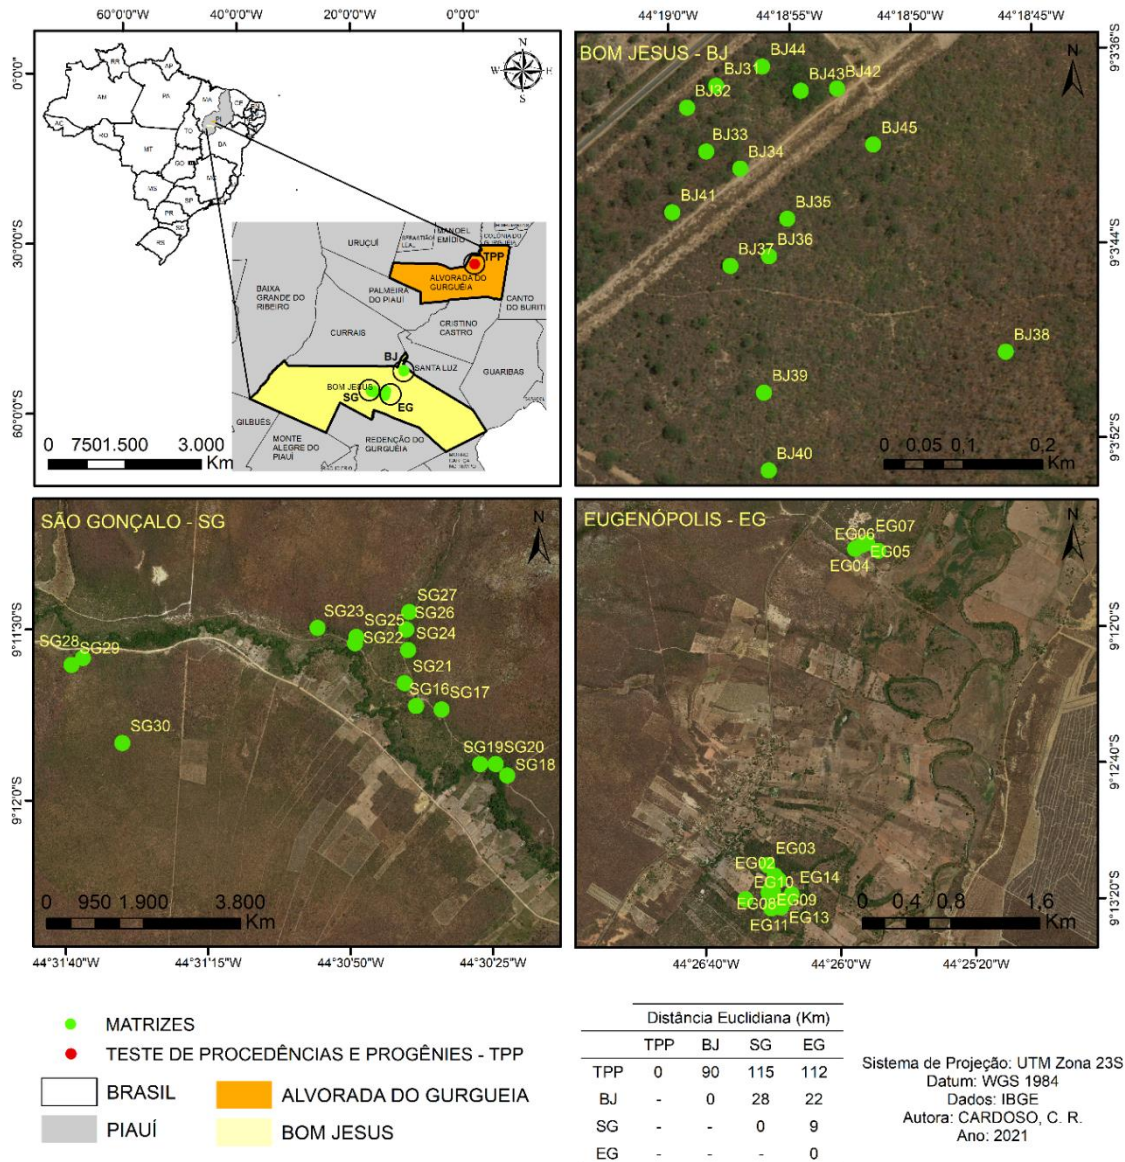 60°0'0"W
30°0'0"W
0°0'0"
0°0'0"
30°0'0"S
60°0'0"S
N
W
E
S
RR
AP
AM
PA
MA
CE
PI
AC
RO
TO
BA
MT
GO
MG
MS
SP
PR
SC
RS
URUÇUÍ
SEBASTIÃO
LEAL
MANOEL
EMÍDIO
COLÔNIA DO
GURGUÉIA
TPP
BAIXA
GRANDE DO
RIBEIRO
PALMEIRA
DO PIAUÍ
ALVORADA DO
GURGUÉIA
CANTO
DO BURITI
CURRAIS
CRISTINO
CASTRO
BJ
SANTA LUZ
GUARIBAS
BOM JESUS
SG
EG
GILBUÉS
MONTE
ALEGRE DO
PIAUÍ
REDENÇÃO DO
GURGUÉIA
0 7501.500 3.000
Km
44°19'0"W
44°18'55"W
44°18'50"W
44°18'45"W
BOM JESUS - BJ
N
BJ44
BJ31
BJ43
BJ42
BJ32
BJ33
BJ34
BJ45
BJ41
BJ35
BJ36
BJ37
BJ38
BJ39
BJ40
0 0,05 0,1 0,2
Km
9°3'36"S
9°3'44"S
9°3'52"S
SÃO GONÇALO - SG
N
SG27
SG23
SG25
SG26
SG22
SG24
SG28
SG29
SG21
SG16
SG17
SG30
SG19
SG20
SG18
0 950 1.900 3.800
Km
9°11'30"S
9°12'0"S
44°31'40"W
44°31'15"W
44°30'50"W
44°30'25"W
EUGENÓPOLIS - EG
N
EG07
EG06
EG05
EG04
EG03
EG02
EG10
EG14
EG08
EG09
EG11
EG13
0 0,4 0,8 1,6
Km
9°12'0"S
9°12'40"S
9°13'20"S
44°26'40"W
44°26'0"W
44°25'20"W
MATRIZES
TESTE DE PROCEDÊNCIAS E PROGÊNIES - TPP
BRASIL
ALVORADA DO GURGUEIA
PIAUÍ
BOM JESUS
Distância Euclidiana (Km)
TPP BJ SG EG
TPP 0 90 115 112
BJ - 0 28 22
SG - - 0 9
EG - - - 0
Sistema de Projeção: UTM Zona 23S
Datum: WGS 1984
Dados: IBGE
Autora: CARDOSO, C. R.
Ano: 2021